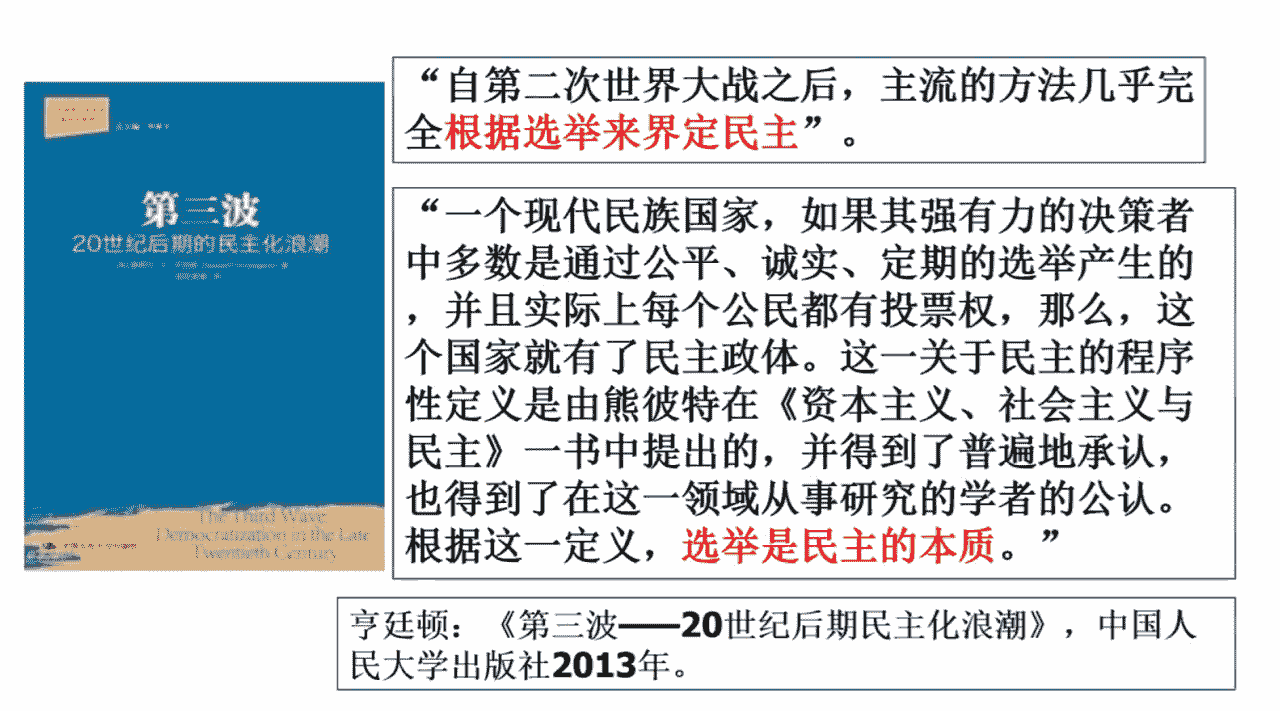 第三波
20世纪后期的民主化浪潮
The Third Wave
Democratization in the Late
Twentieth Century
“自第二次世界大战之后，主流的方法几乎完
全根据选举来界定民主”。
“一个现代民族国家，如果其强有力的决策者
中多数是通过公平、诚实、定期的选举产生的
，并且实际上每个公民都有投票权，那么，这
个国家就有了民主政体。这一关于民主的程序
性定义是由熊彼特在《资本主义、社会主义与
民主》一书中提出的，并得到了普遍地承认，
也得到了在这一领域从事研究的学者的公认。
根据这一定义，选举是民主的本质。”
亨廷顿：《第三波——20世纪后期民主化浪潮》，中国人
民大学出版社2013年。